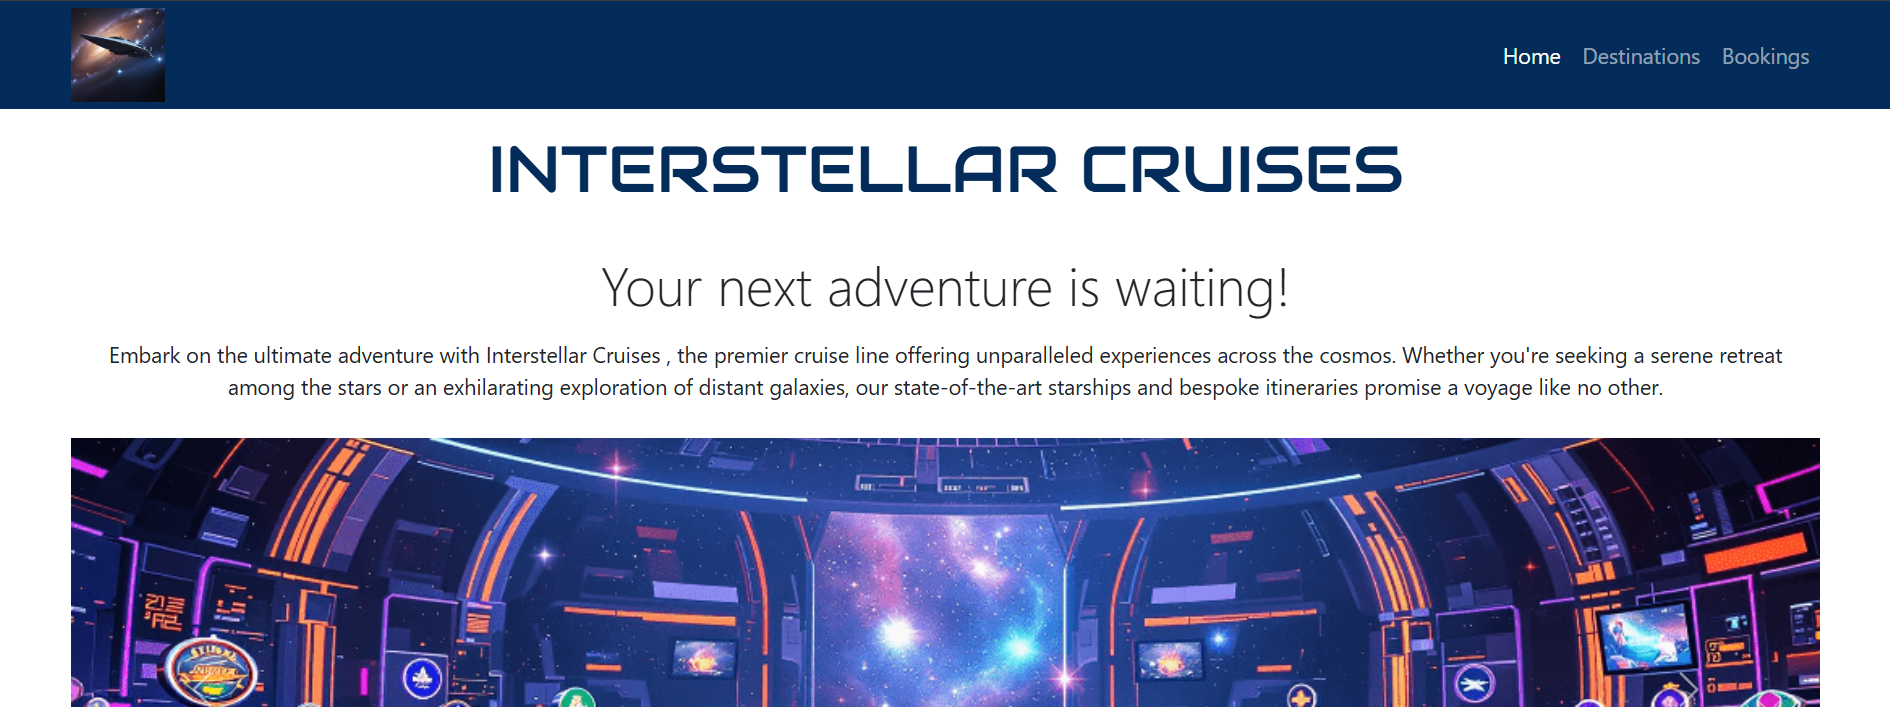 Home Destinations Bookings
INTERSTELLAR CRUISES
Your next adventure is waiting!
Embark on the ultimate adventure with Interstellar Cruises , the premier cruise line offering unparalleled experiences across the cosmos. Whether you're seeking a serene retreat
among the stars or an exhilarating exploration of distant galaxies, our state-of-the-art starships and bespoke itineraries promise a voyage like no other.